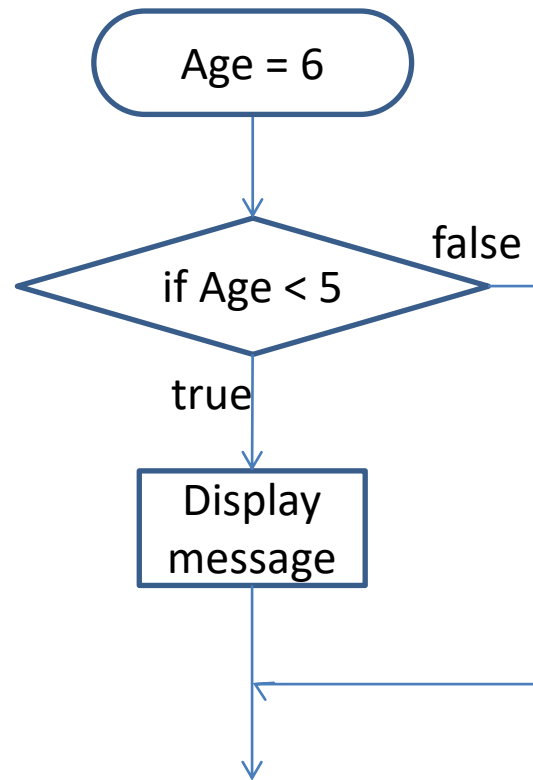 Age = 6
false
if Age < 5
true
Display
message